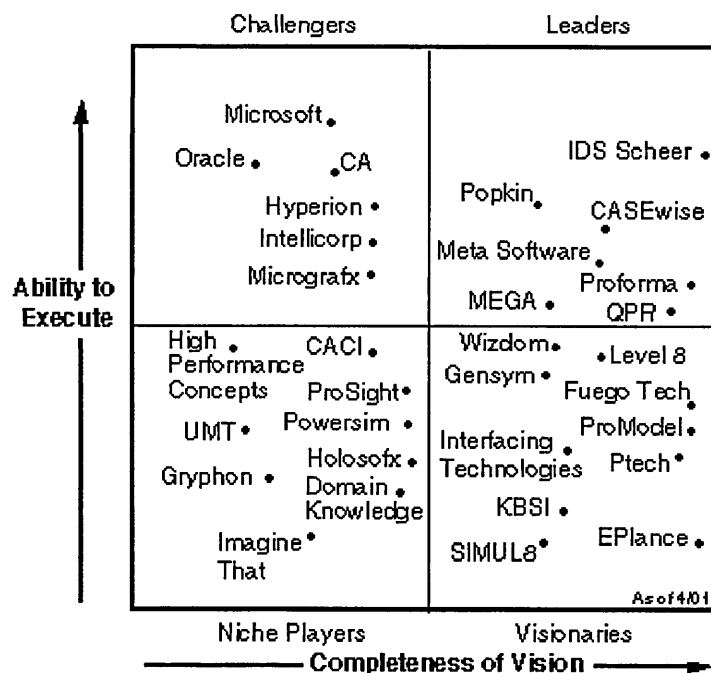 Challengers
Leaders
Microsoft
Oracle
CA
Hyperion
Intellicorp
Micrografx
IDS Scheer
Popkin
CASEwise
Meta Software
Proforma
MEGA
QPR
Ability to
Execute
High
Performance
Concepts
CACI
ProSight
UMT
Powersim
Gryphon
Holosofx
Domain
Knowledge
Imagine
That
Wizdom
Level 8
Gensym
Fuego Tech
ProModel
Interfacing
Technologies
Ptech
KBSI
SIMUL8
EPlance
As of 4/01
Niche Players
Visionaries
Completeness of Vision